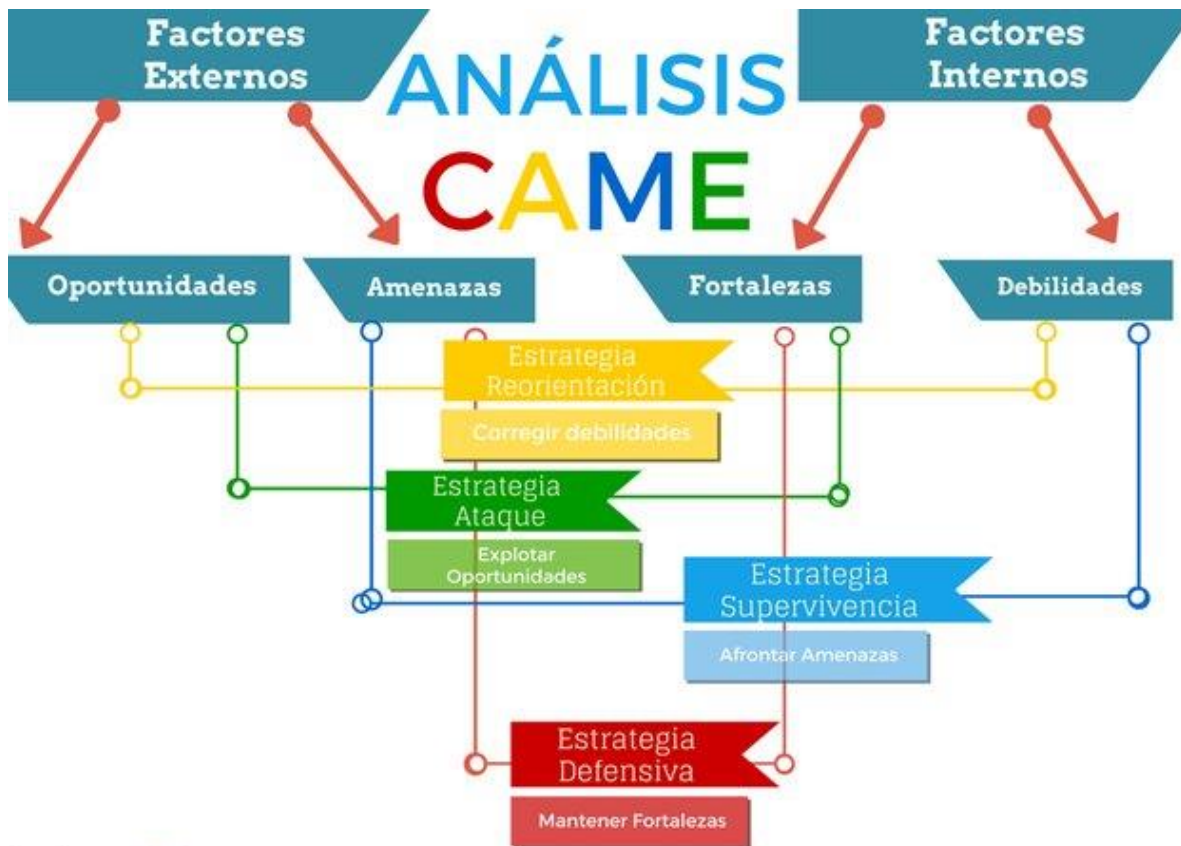 Factores
Externos
ANÁLISIS
CAME
Factores
Internos
Oportunidades
Amenazas
Fortalezas
Debilidades
Estrategia
Reorientación
Corregir debilidades
Estrategia
Ataque
Explotar
Oportunidades
Estrategia
Supervivencia
Afrontar Amenazas
Estrategia
Defensiva
Mantener Fortalezas